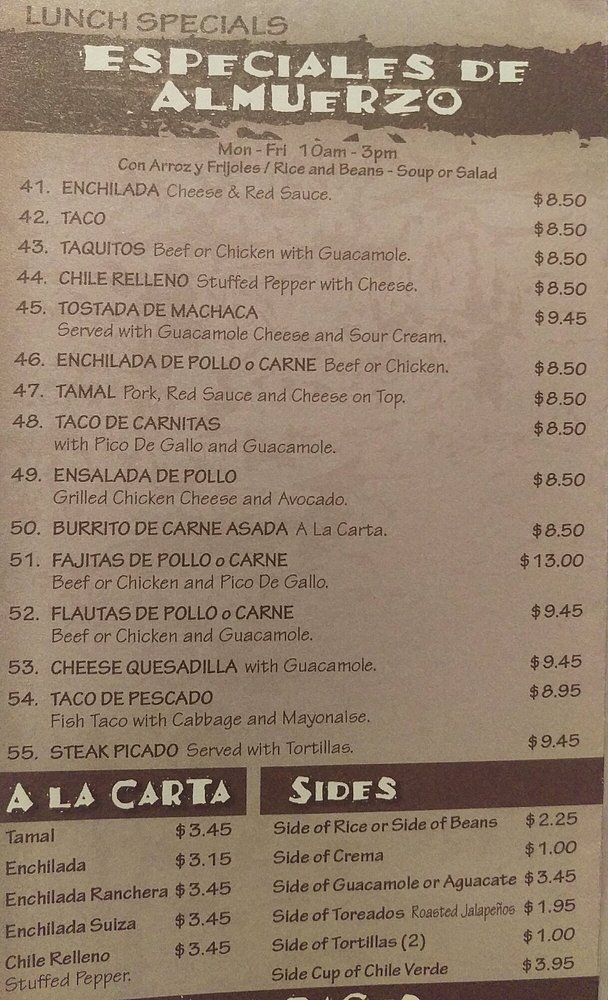 LUNCH SPECIALS
ESPECIALES DE
ALMUERZO
Mon - Fri 10am - 3pm
Con Arroz y Frijoles / Rice and Beans - Soup or Salad
41. ENCHILADA Cheese & Red Sauce. $8.50
42. TACO $8.50
43. TAQUITOS Beef or Chicken with Guacamole. $8.50
44. CHILE RELLENO Stuffed Pepper with Cheese. $8.50
45. TOSTADA DE MACHACA $9.45
Served with Guacamole Cheese and Sour Cream.
46. ENCHILADA DE POLLO o CARNE Beef or Chicken. $8.50
47. TAMAL Pork, Red Sauce and Cheese on Top. $8.50
48. TACO DE CARNITAS $8.50
with Pico De Gallo and Guacamole.
49. ENSALADA DE POLLO $8.50
Grilled Chicken Cheese and Avocado.
50. BURRITO DE CARNE ASADA A La Carta. $8.50
51. FAJITAS DE POLLO o CARNE $13.00
Beef or Chicken and Pico De Gallo.
52. FLAUTAS DE POLLO o CARNE $9.45
Beef or Chicken and Guacamole.
53. CHEESE QUESADILLA with Guacamole. $9.45
54. TACO DE PESCADO $8.95
Fish Taco with Cabbage and Mayonaise.
55. STEAK PICADO Served with Tortillas. $9.45
A LA CARTA
Tamal $3.45
Enchilada $3.15
Enchilada Ranchera $3.45
Enchilada Suiza $3.45
Chile Relleno $3.45
Stuffed Pepper.
SIDES
Side of Rice or Side of Beans $2.25
Side of Crema $1.00
Side of Guacamole or Aguacate $3.45
Side of Toreados Roasted Jalapeños $1.95
Side of Tortillas (2) $1.00
Side Cup of Chile Verde $3.95